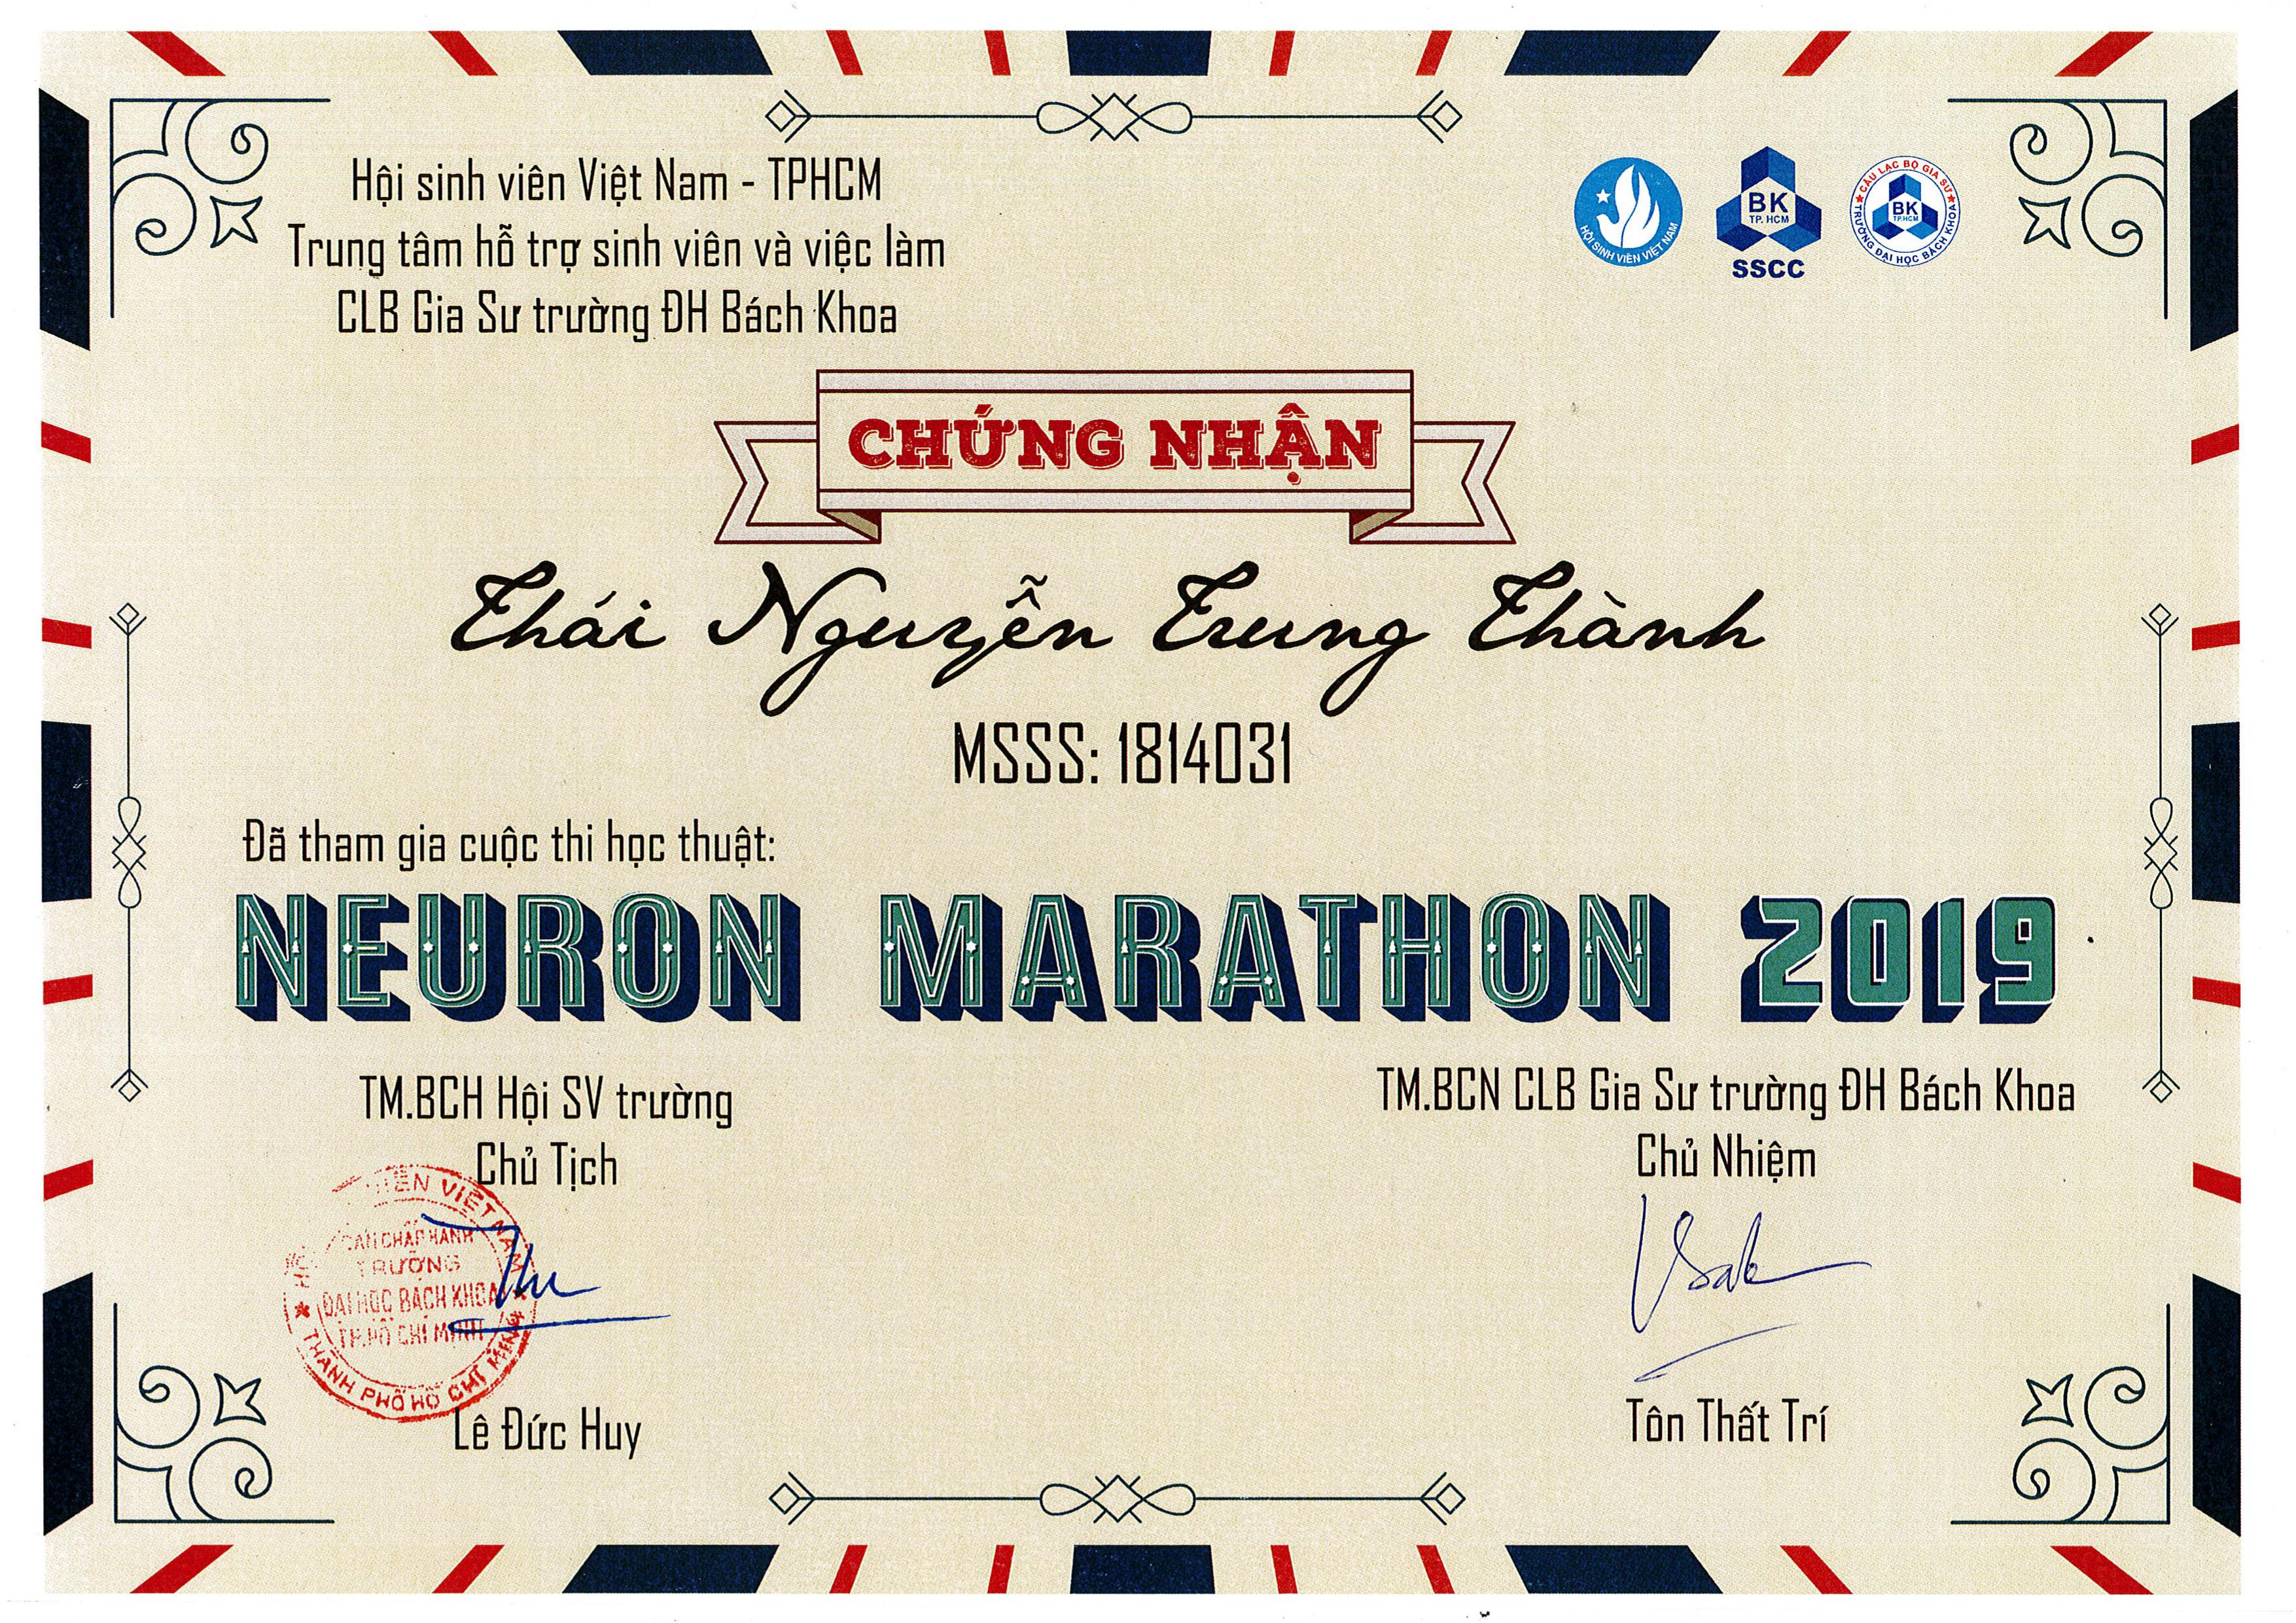 Hội sinh viên Việt Nam - TPHCM
Trung tâm hỗ trợ sinh viên và việc làm
CLB Gia Sư trường ĐH Bách Khoa
HỘI SINH VIÊN VIỆT NAM
BK
TP. HCM
SSCC
CÂU LẠC BỘ GIA SƯ
BK
TP.HCM
TRƯỜNG ĐẠI HỌC BÁCH KHOA
CHỨNG NHẬN
Thái Nguyễn Trung Thành
MSSS: 1814031
Đã tham gia cuộc thi học thuật:
NEURON MARATHON 2019
TM.BCH Hội SV trường
Chủ Tịch
TM.BCN CLB Gia Sư trường ĐH Bách Khoa
Chủ Nhiệm
VIỆT NAM
CHẤP HÀNH
TRƯỜNG
ĐẠI HỌC BÁCH KHOA
TP.HỒ CHÍ MINH
THÀNH PHỐ HỒ CHÍ MINH
Lê Đức Huy
Tôn Thất Trí